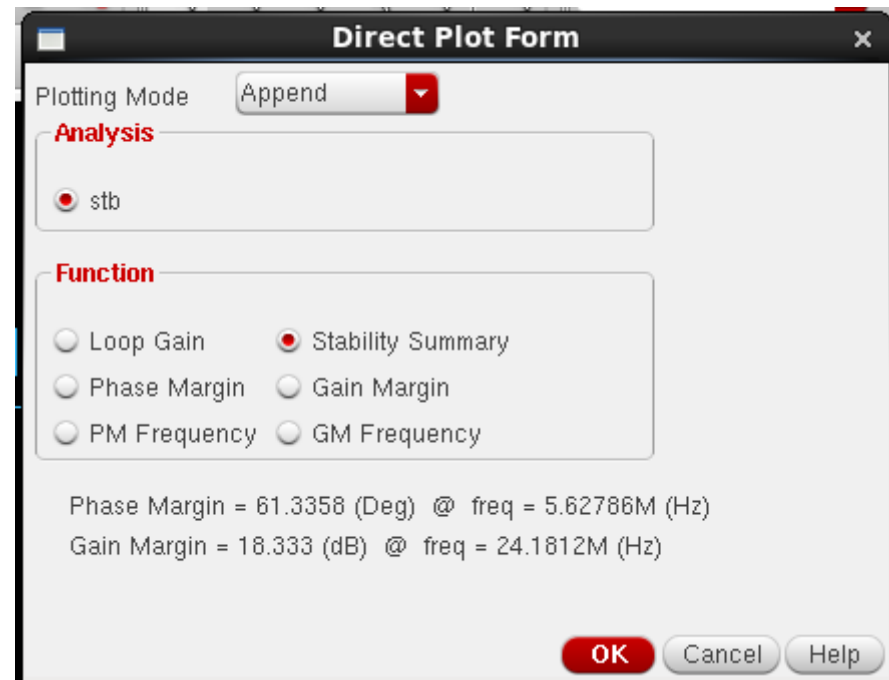 Direct Plot Form
Plotting Mode Append
Analysis
stb
Function
Loop Gain Stability Summary
Phase Margin Gain Margin
PM Frequency GM Frequency
Phase Margin = 61.3358 (Deg) @ freq = 5.62786M (Hz)
Gain Margin = 18.333 (dB) @ freq = 24.1812M (Hz)
OK Cancel Help